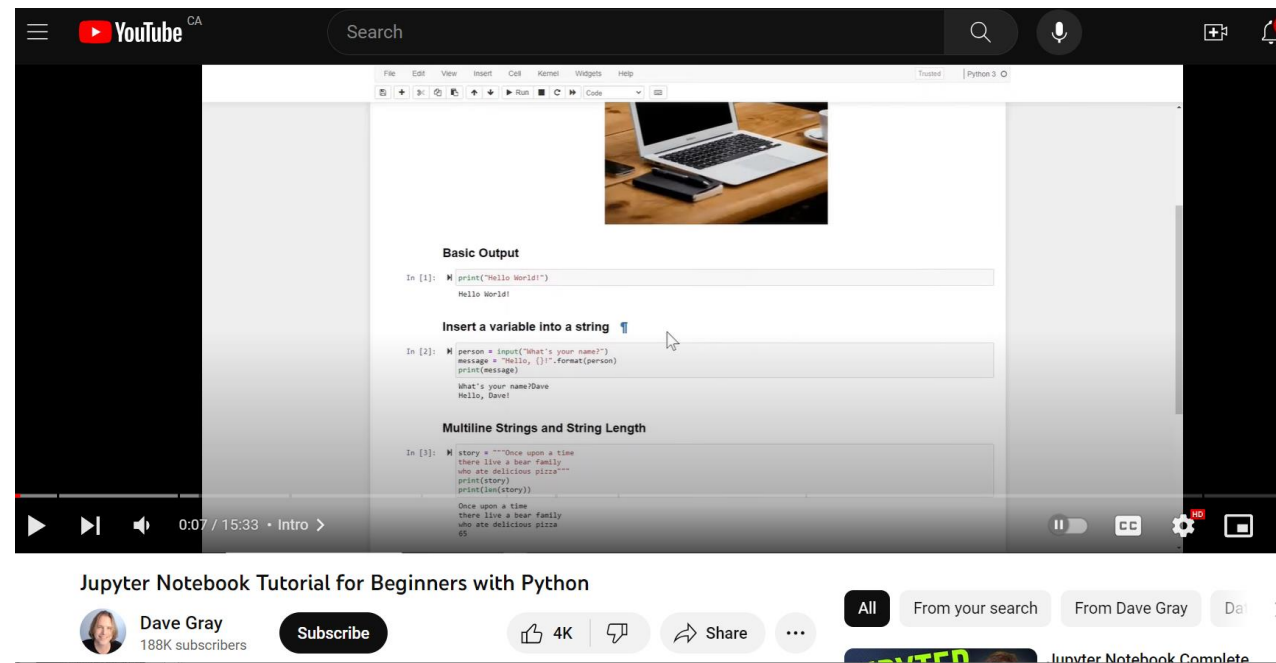 YouTube CA
Search
File Edit View Insert Cell Kernel Widgets Help
Trusted Python 3
Run Code
Basic Output
In [1]: print("Hello World!")
Hello World!
Insert a variable into a string ¶
In [2]: person = input("What's your name?")
message = "Hello, {}!".format(person)
print(message)
What's your name?Dave
Hello, Dave!
Multiline Strings and String Length
In [3]: story = """Once upon a time
there live a bear family
who ate delicious pizza"""
print(story)
print(len(story))
Once upon a time
there live a bear family
who ate delicious pizza
65
0:07 / 15:33 • Intro
CC
HD
Jupyter Notebook Tutorial for Beginners with Python
Dave Gray
188K subscribers
Subscribe
4K
Share
All
From your search
From Dave Gray
Jupyter Notebook Complete